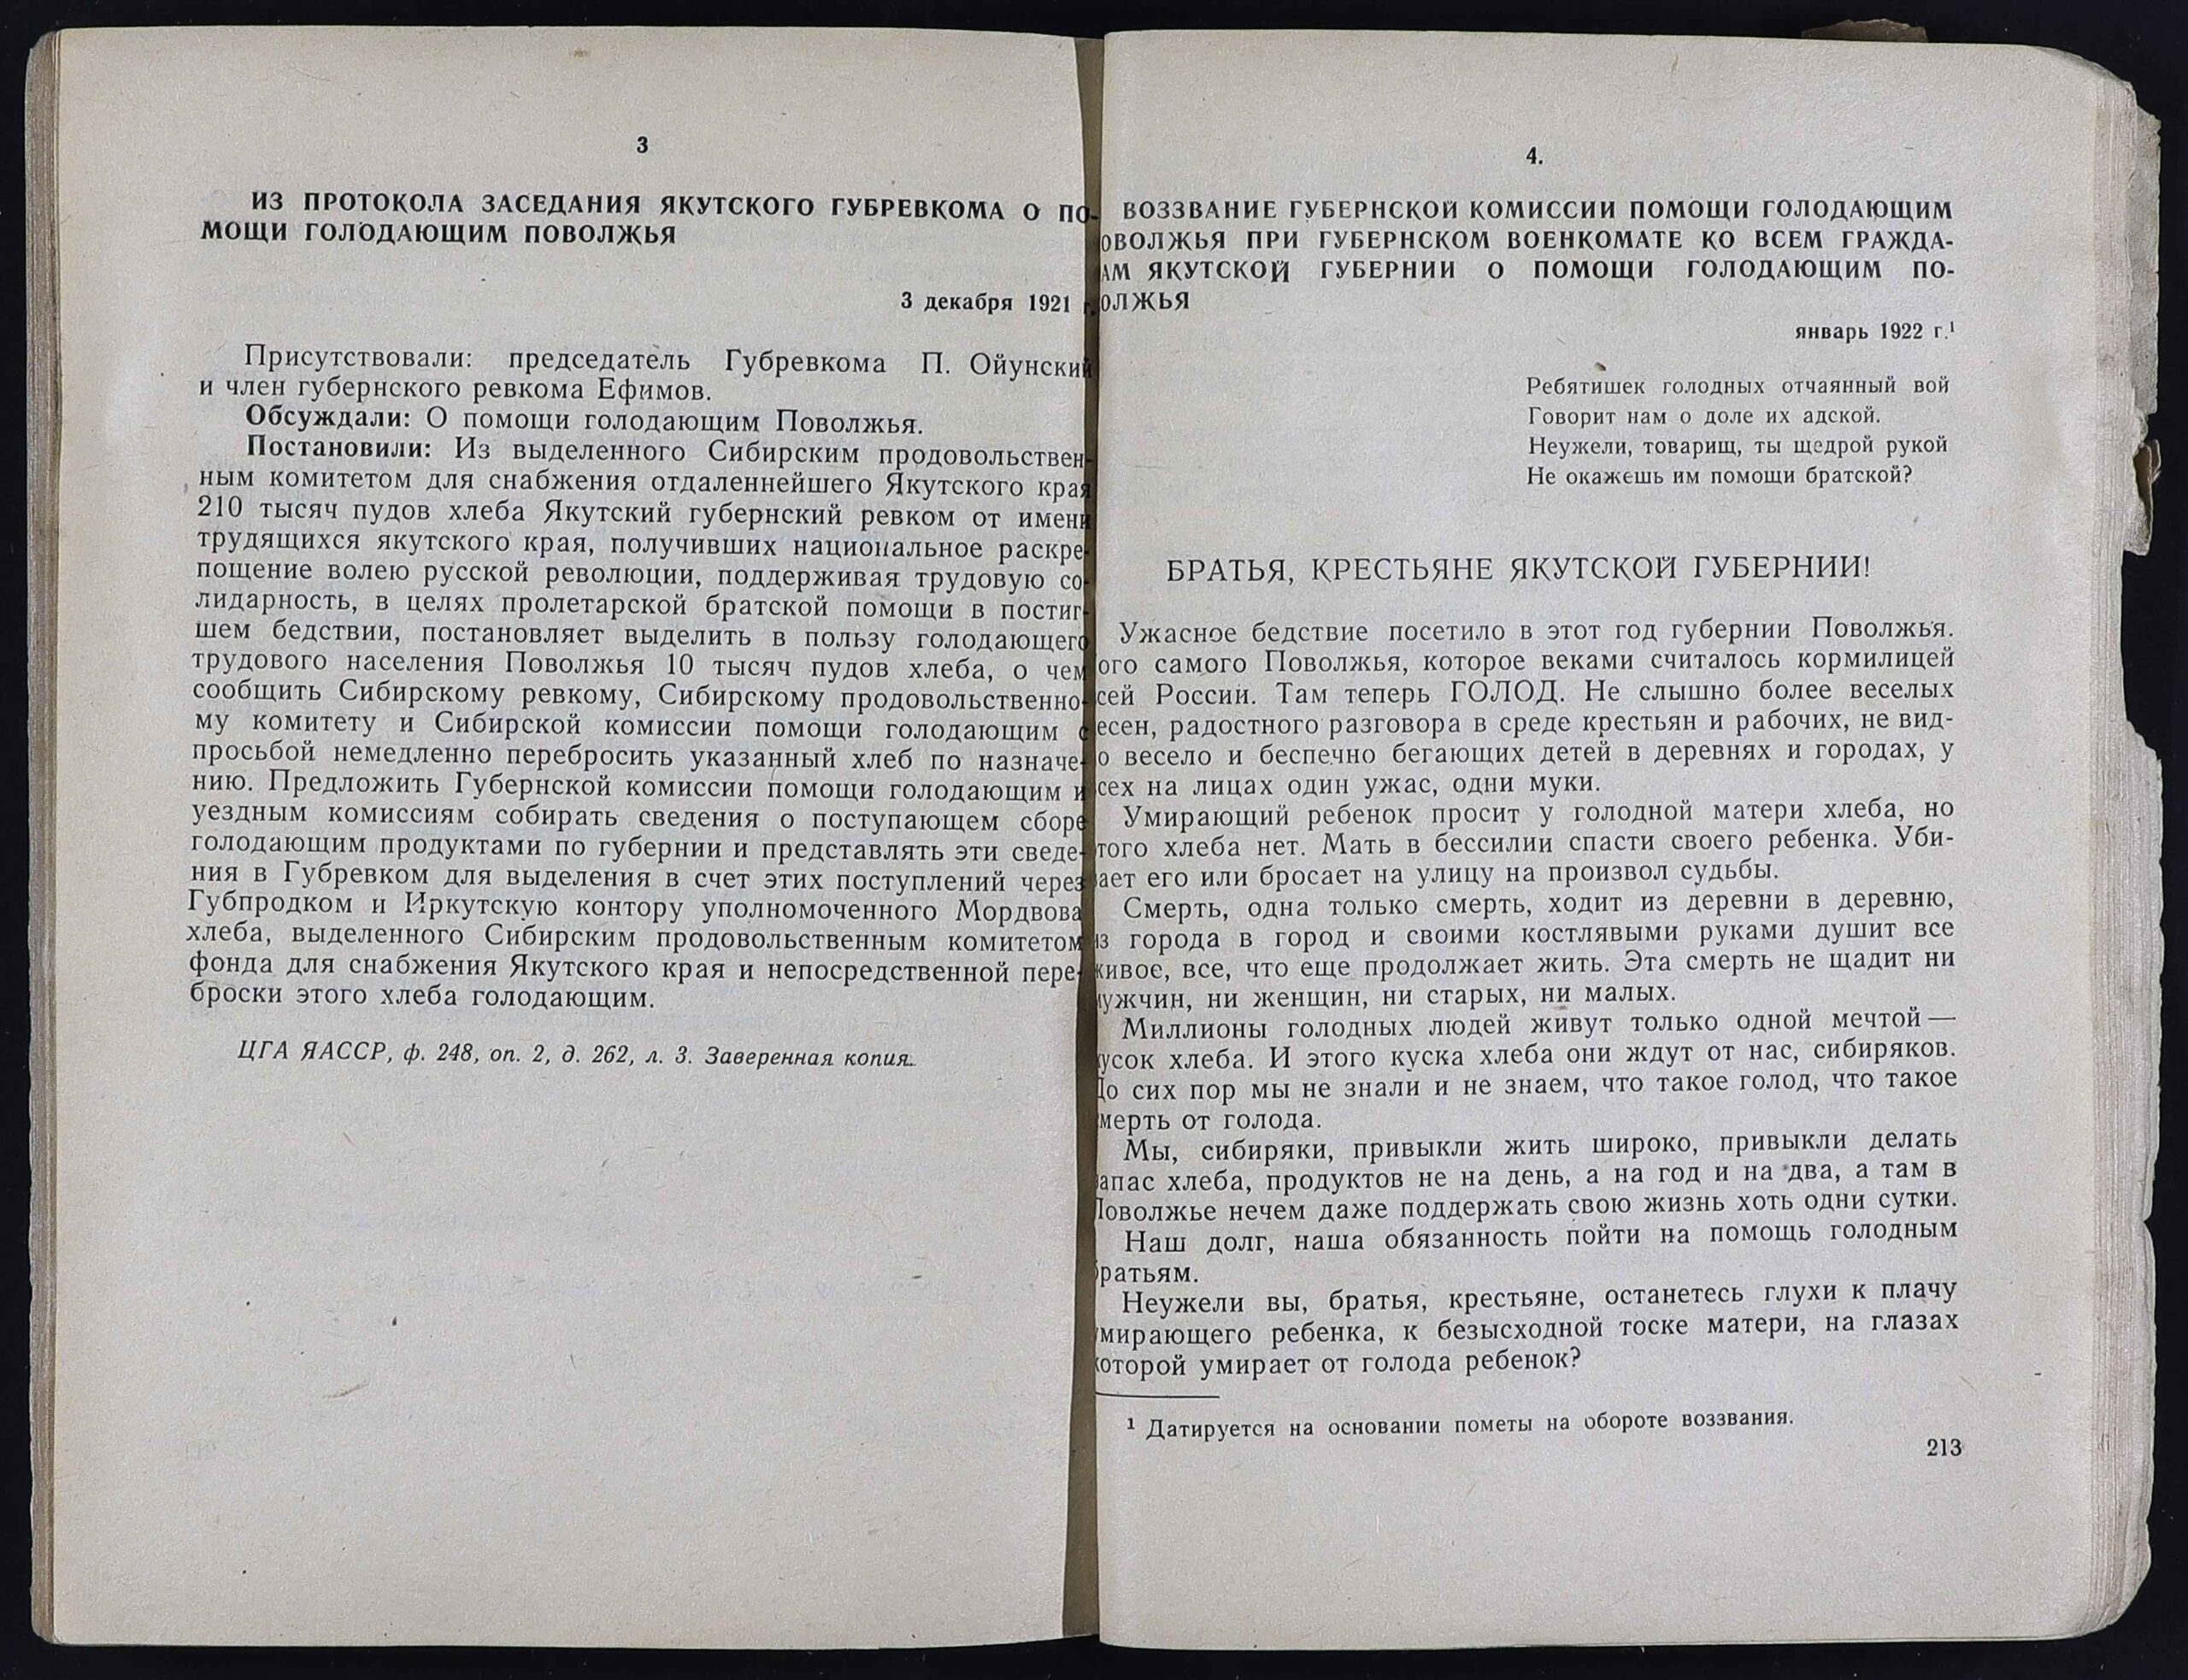 3
ИЗ ПРОТОКОЛА ЗАСЕДАНИЯ ЯКУТСКОГО ГУБРЕВКОМА О ПО-
МОЩИ ГОЛОДАЮЩИМ ПОВОЛЖЬЯ
3 декабря 1921 г.
Присутствовали: председатель Губревкома П. Ойунский
и член губернского ревкома Ефимов.
Обсуждали: О помощи голодающим Поволжья.
Постановили: Из выделенного Сибирским продовольствен-
ным комитетом для снабжения отдаленнейшего Якутского края
210 тысяч пудов хлеба Якутский губернский ревком от имени
трудящихся якутского края, получивших национальное раскре-
пощение волею русской революции, поддерживая трудовую со-
лидарность, в целях пролетарской братской помощи в постиг-
шем бедствии, постановляет выделить в пользу голодающего
трудового населения Поволжья 10 тысяч пудов хлеба, о чем
сообщить Сибирскому ревкому, Сибирскому продовольственно-
му комитету и Сибирской комиссии помощи голодающим с
просьбой немедленно перебросить указанный хлеб по назначе-
нию. Предложить Губернской комиссии помощи голодающим и
уездным комиссиям собирать сведения о поступающем сборе
голодающим продуктами по губернии и представлять эти сведе-
ния в Губревком для выделения в счет этих поступлений через
Губпродком и Иркутскую контору уполномоченного Мордвова
хлеба, выделенного Сибирским продовольственным комитетом
фонда для снабжения Якутского края и непосредственной пере-
броски этого хлеба голодающим.
ЦГА ЯАССР, ф. 248, оп. 2, д. 262, л. 3. Заверенная копия.
4.
ВОЗЗВАНИЕ ГУБЕРНСКОЙ КОМИССИИ ПОМОЩИ ГОЛОДАЮЩИМ
ОВОЛЖЬЯ ПРИ ГУБЕРНСКОМ ВОЕНКОМАТЕ КО ВСЕМ ГРАЖДА-
АМ ЯКУТСКОЙ ГУБЕРНИИ О ПОМОЩИ ГОЛОДАЮЩИМ ПО-
ОЛЖЬЯ
январь 1922 г.¹
Ребятишек голодных отчаянный вой
Говорит нам о доле их адской.
Неужели, товарищ, ты щедрой рукой
Не окажешь им помощи братской?
БРАТЬЯ, КРЕСТЬЯНЕ ЯКУТСКОЙ ГУБЕРНИИ!
Ужасное бедствие посетило в этот год губернии Поволжья.
ого самого Поволжья, которое веками считалось кормилицей
сей России. Там теперь ГОЛОД. Не слышно более веселых
есен, радостного разговора в среде крестьян и рабочих, не вид-
о весело и беспечно бегающих детей в деревнях и городах, у
сех на лицах один ужас, одни муки.
Умирающий ребенок просит у голодной матери хлеба, но
того хлеба нет. Мать в бессилии спасти своего ребенка. Уби-
ает его или бросает на улицу на произвол судьбы.
Смерть, одна только смерть, ходит из деревни в деревню,
из города в город и своими костлявыми руками душит все
живое, все, что еще продолжает жить. Эта смерть не щадит ни
мужчин, ни женщин, ни старых, ни малых.
Миллионы голодных людей живут только одной мечтой —
усок хлеба. И этого куска хлеба они ждут от нас, сибиряков.
До сих пор мы не знали и не знаем, что такое голод, что такое
мерть от голода.
Мы, сибиряки, привыкли жить широко, привыкли делать
апас хлеба, продуктов не на день, а на год и на два, а там в
Поволжье нечем даже поддержать свою жизнь хоть одни сутки.
Наш долг, наша обязанность пойти на помощь голодным
братьям.
Неужели вы, братья, крестьяне, останетесь глухи к плачу
умирающего ребенка, к безысходной тоске матери, на глазах
которой умирает от голода ребенок?
¹ Датируется на основании пометы на обороте воззвания.
213